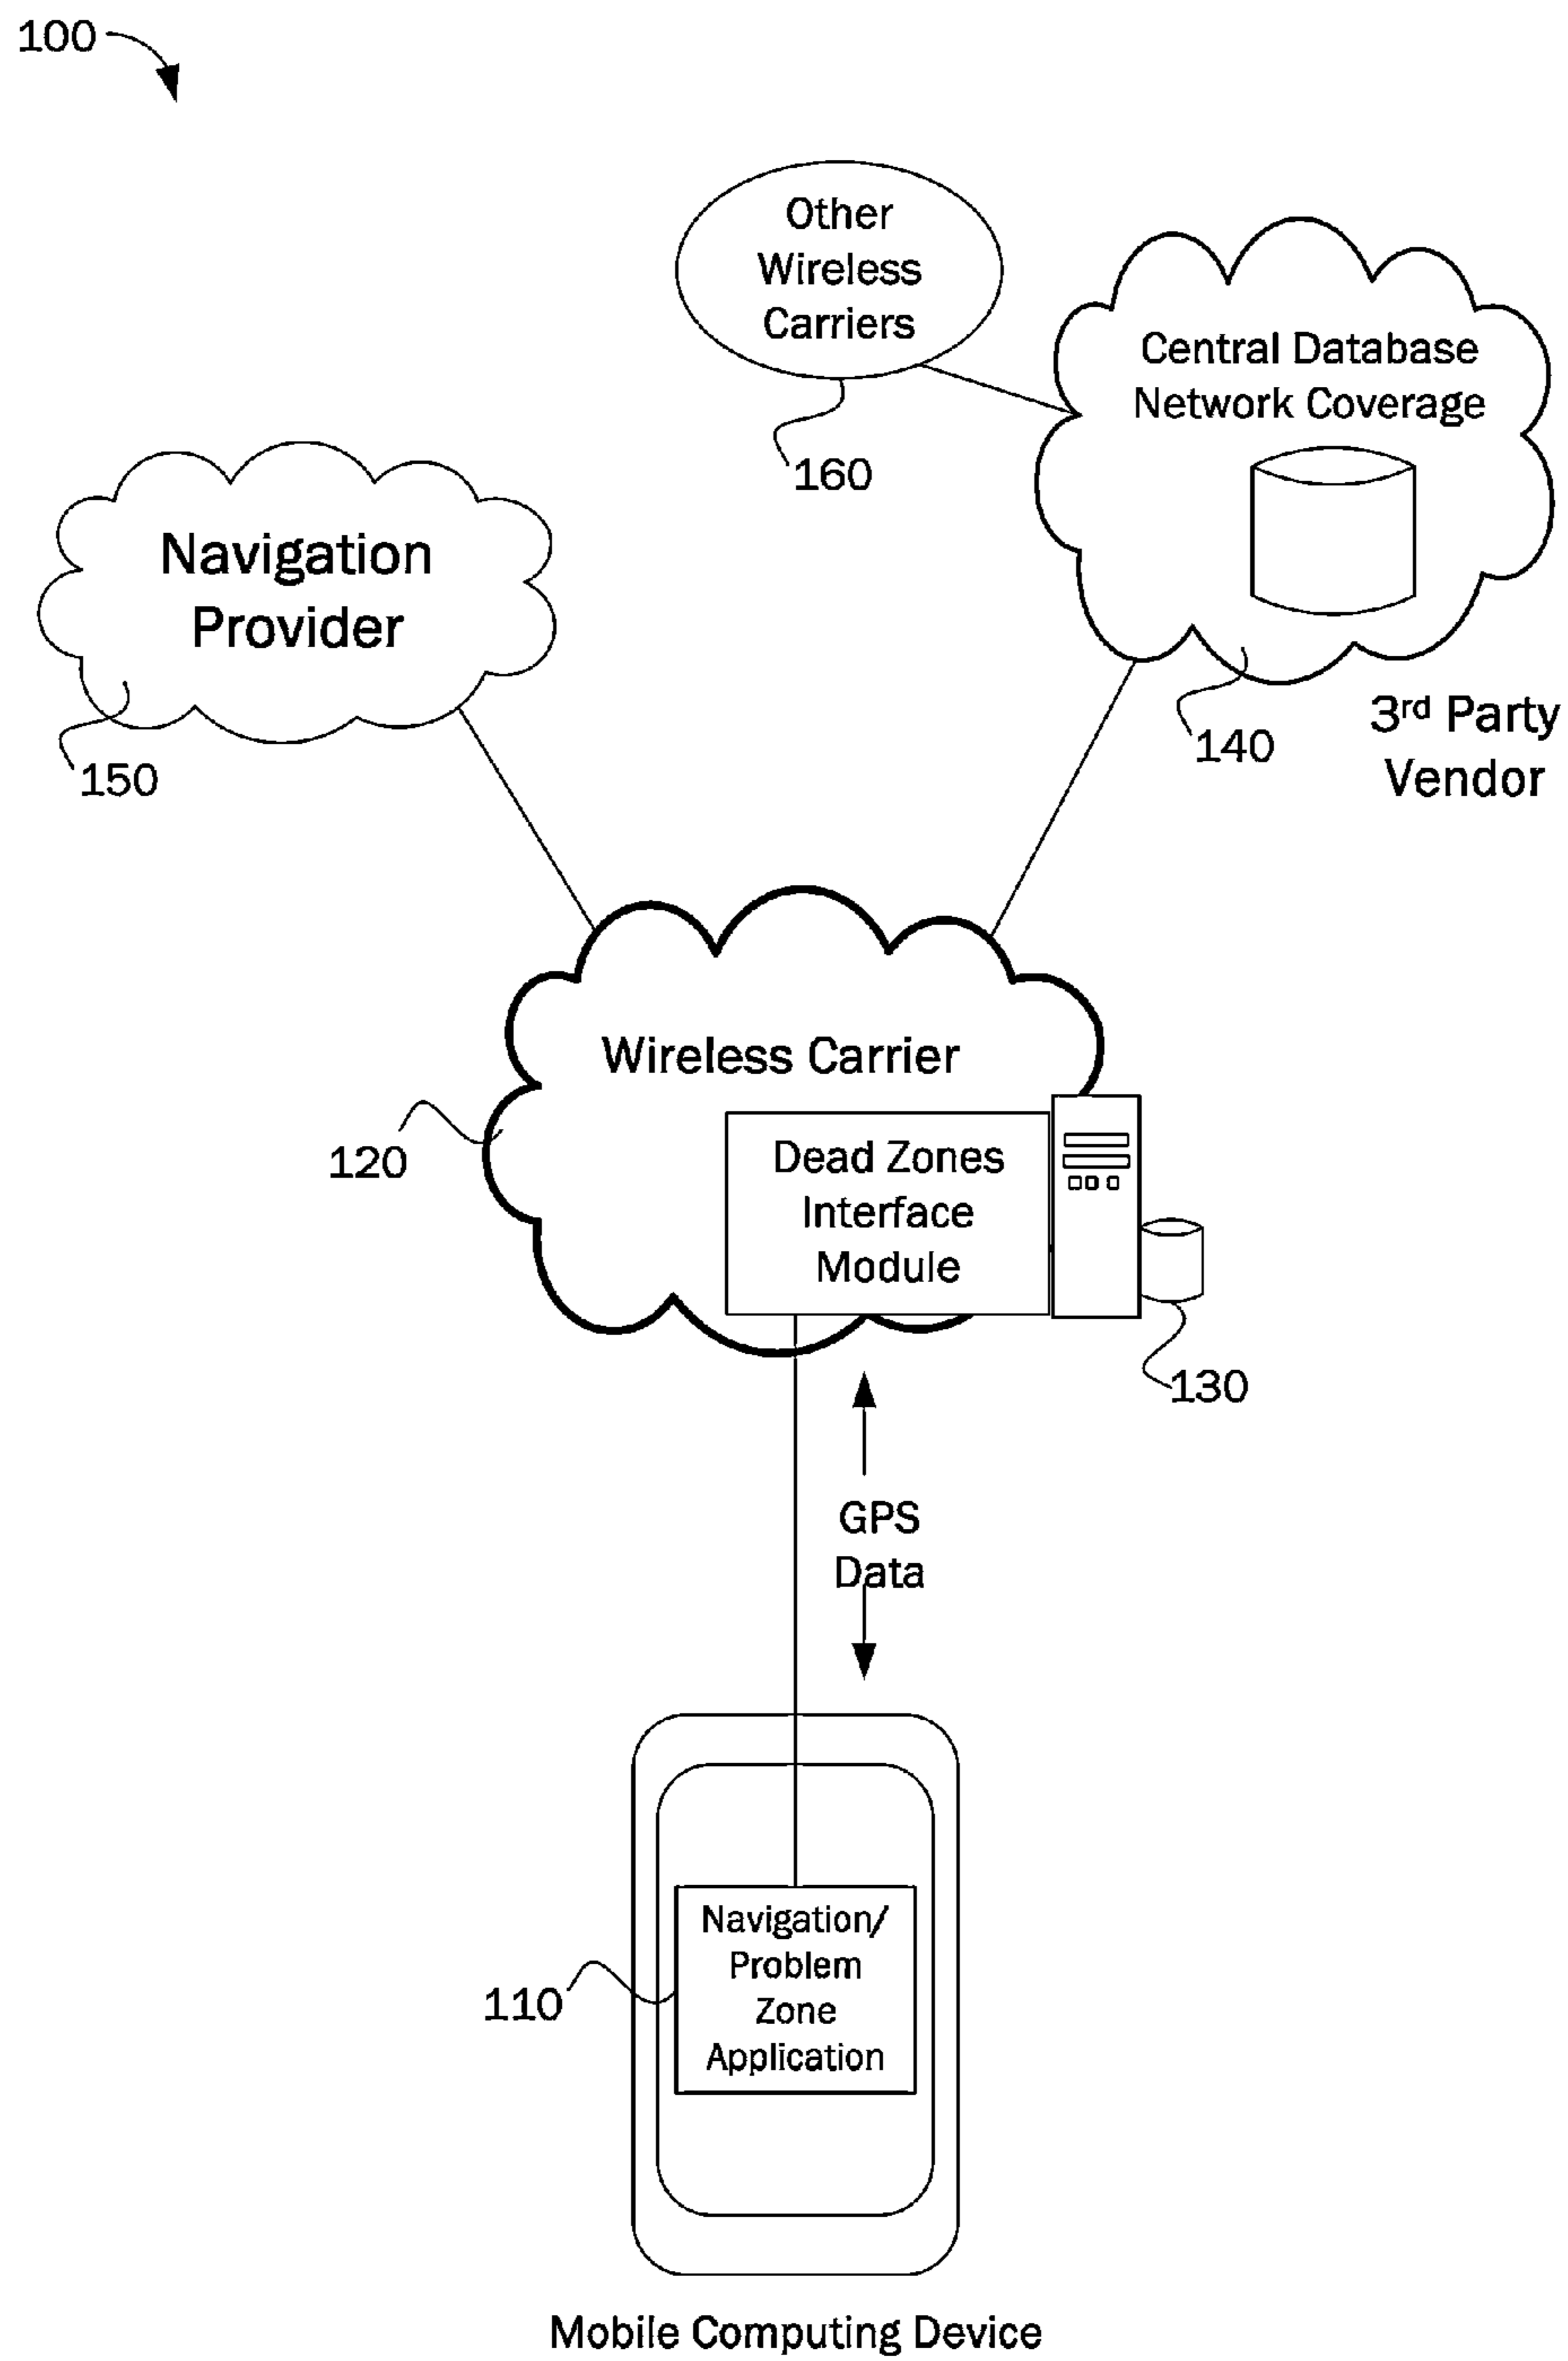 100
Other
Wireless
Carriers
160
Central Database
Network Coverage
140
3rd Party
Vendor
Navigation
Provider
150
Wireless Carrier
120
Dead Zones
Interface
Module
130
GPS
Data
Navigation/
Problem
Zone
Application
110
Mobile Computing Device